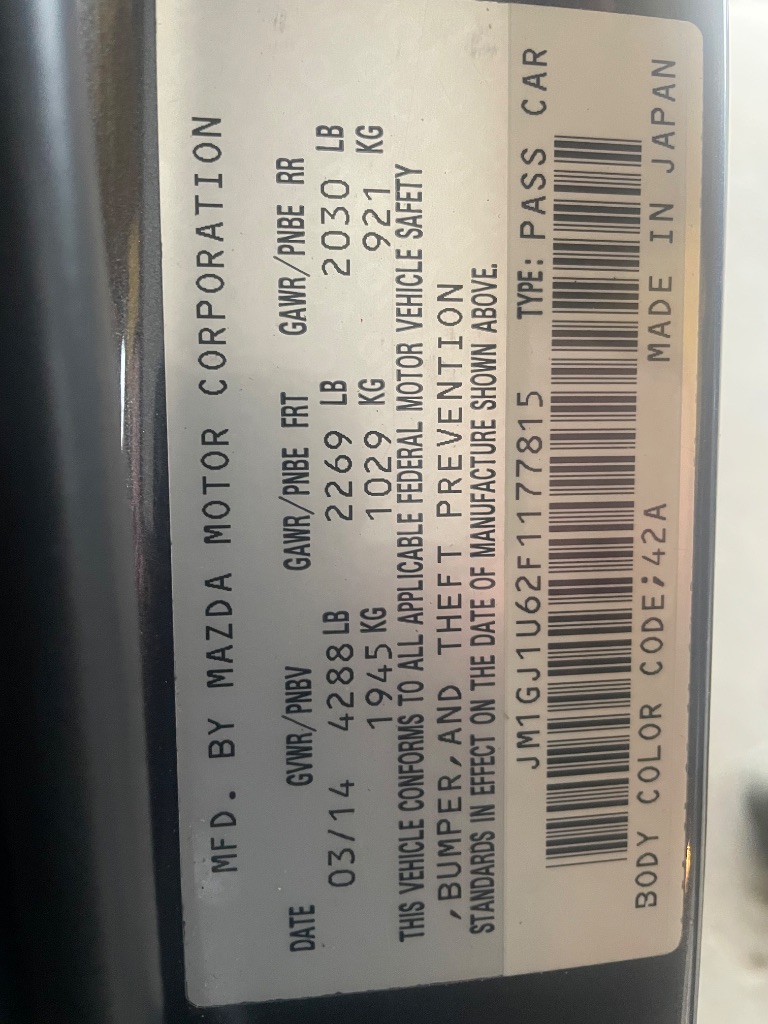 MFD. BY MAZDA MOTOR CORPORATION
DATE GVWR/PNBV GAWR/PNBE FRT GAWR/PNBE RR
03/14 4288 LB 2269 LB 2030 LB
1945 KG 1029 KG 921 KG
THIS VEHICLE CONFORMS TO ALL APPLICABLE FEDERAL MOTOR VEHICLE SAFETY
,BUMPER,AND THEFT PREVENTION
STANDARDS IN EFFECT ON THE DATE OF MANUFACTURE SHOWN ABOVE.
JM1GJ1U62F1177815 TYPE: PASS CAR
BODY COLOR CODE;42A MADE IN JAPAN